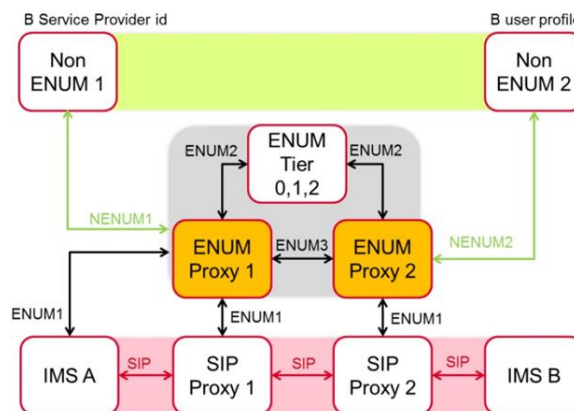 B Service Provider id
B user profile
Non
ENUM 1
Non
ENUM 2
ENUM2
ENUM
Tier
0,1,2
ENUM2
NENUM1
ENUM
Proxy 1
ENUM3
ENUM
Proxy 2
NENUM2
ENUM1
ENUM1
ENUM1
IMS A
SIP
SIP
Proxy 1
SIP
SIP
Proxy 2
SIP
IMS B